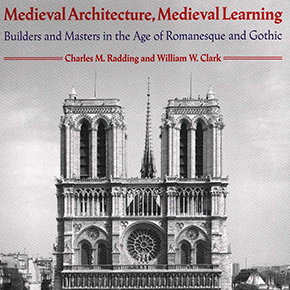 Medieval Architecture, Medieval Learning
Builders and Masters in the Age of Romanesque and Gothic
Charles M. Radding and William W. Clark